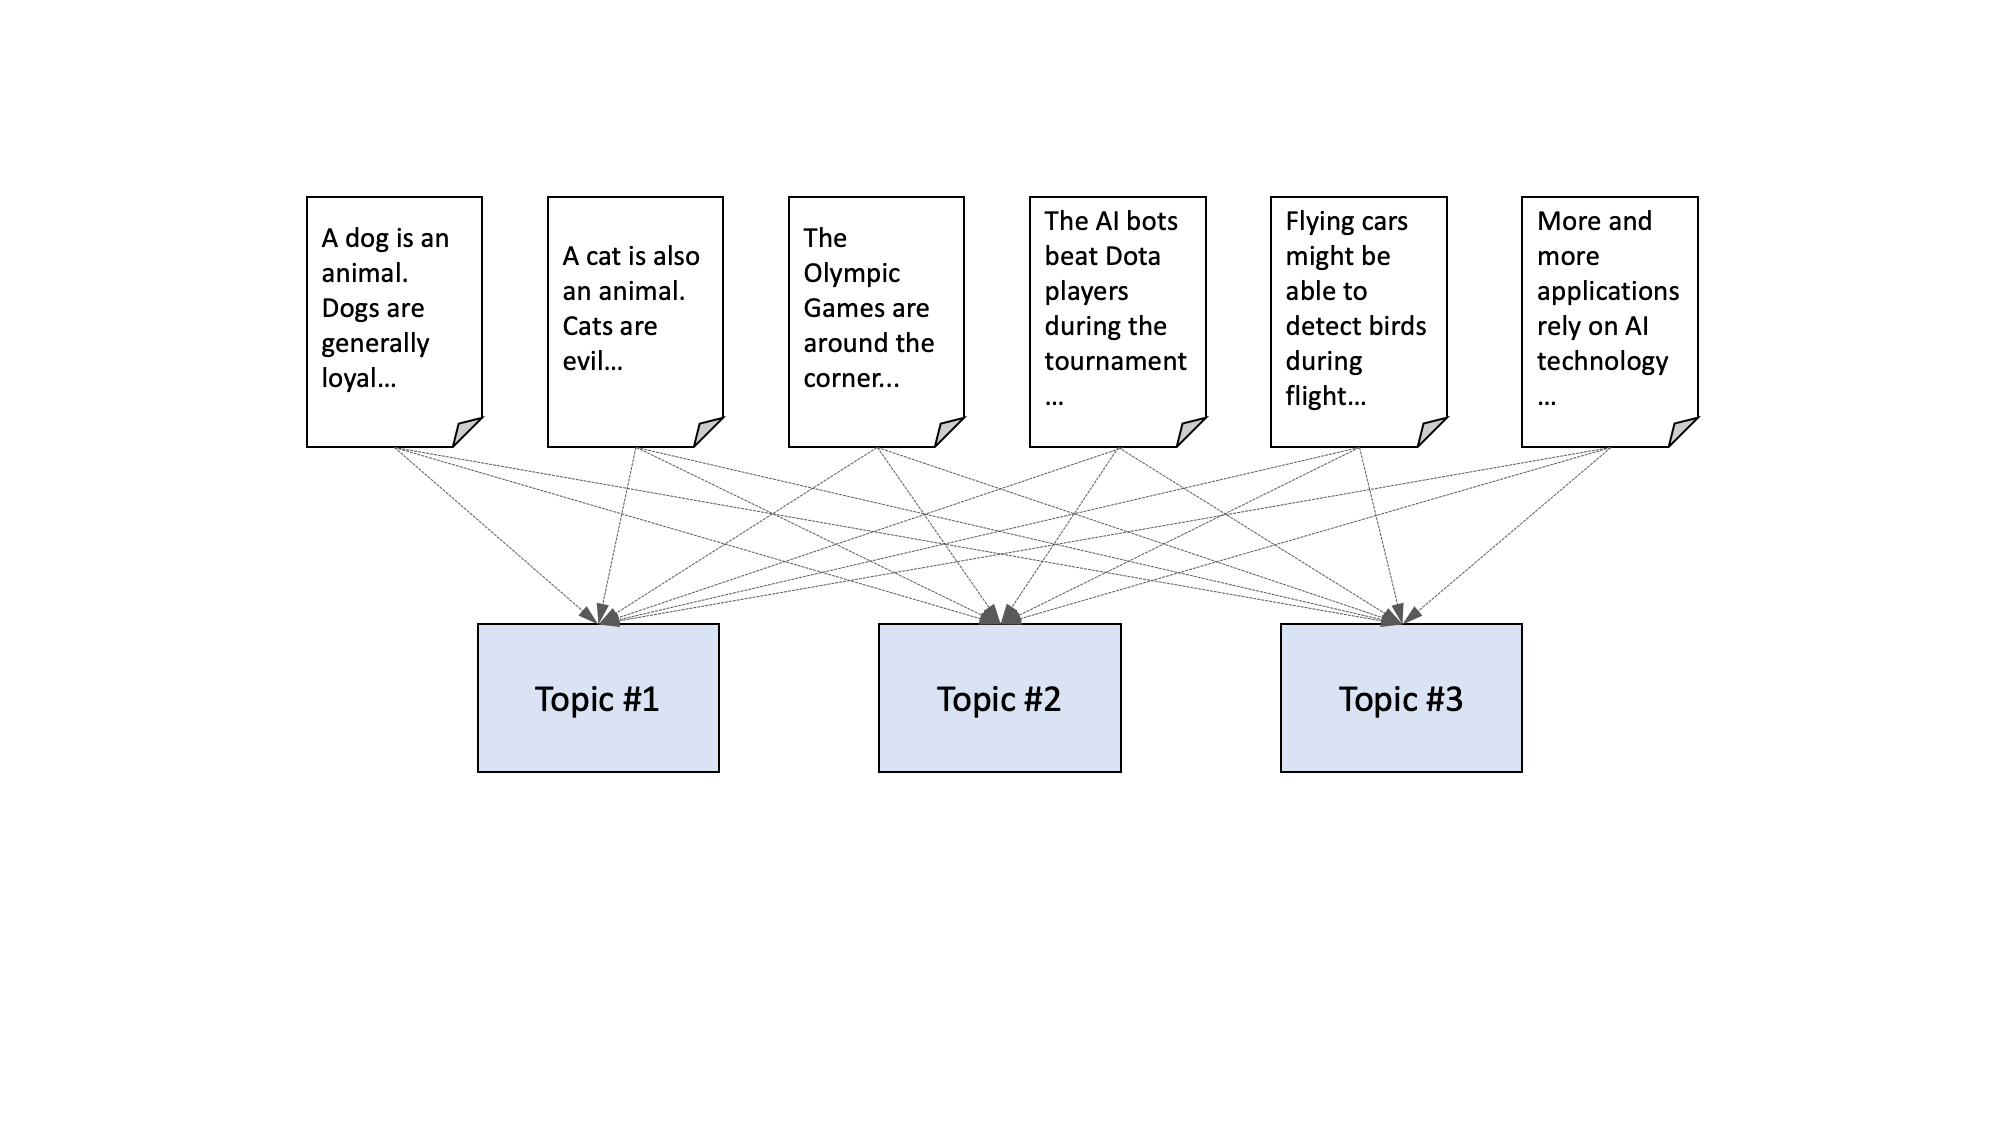 A dog is an
animal.
Dogs are
generally
loyal...
A cat is also
an animal.
Cats are
evil...
The
Olympic
Games are
around the
corner...
The AI bots
beat Dota
players
during the
tournament
...
Flying cars
might be
able to
detect birds
during
flight...
More and
more
applications
rely on AI
technology
...
Topic #1
Topic #2
Topic #3